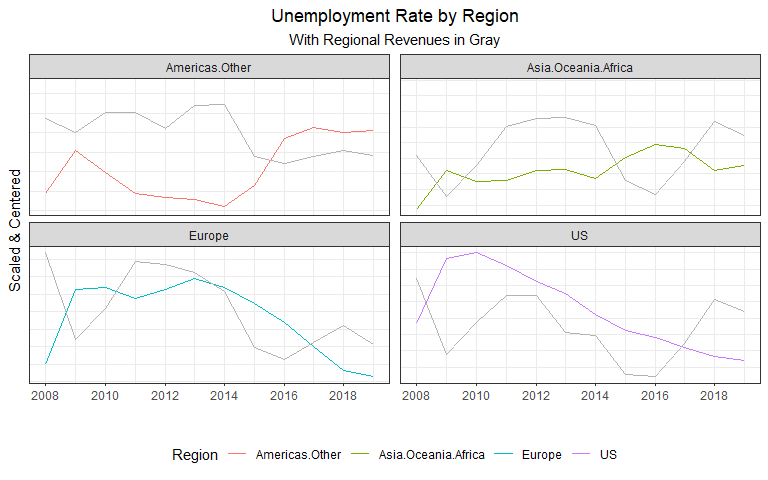 Unemployment Rate by Region
With Regional Revenues in Gray
Americas.Other
Asia.Oceania.Africa
Scaled & Centered
Europe
US
2008 2010 2012 2014 2016 2018
2008 2010 2012 2014 2016 2018
Region Americas.Other Asia.Oceania.Africa Europe US